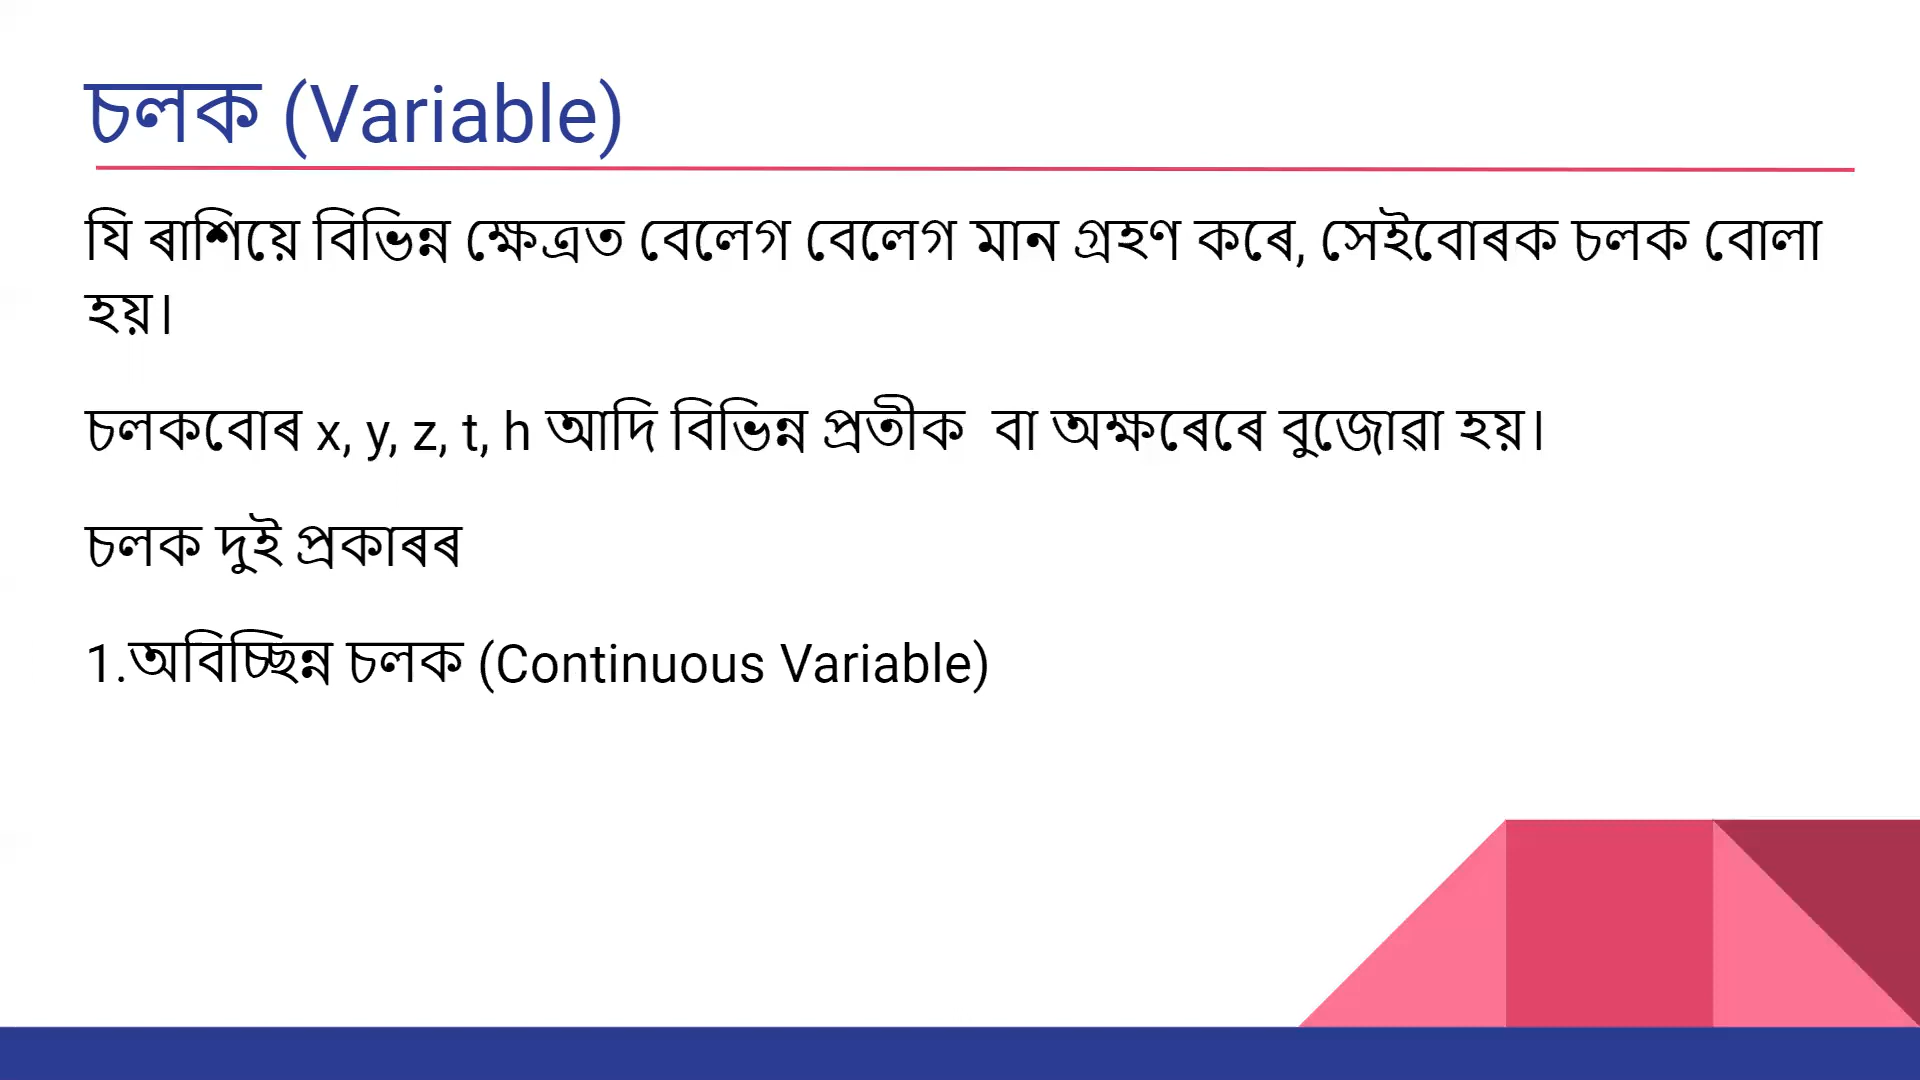 চলক (Variable)
যি ৰাশিয়ে বিভিন্ন ক্ষেত্ৰত বেলেগ বেলেগ মান গ্ৰহণ কৰে, সেইবোৰক চলক বোলা
হয়।
চলকবোৰ x, y, z, t, h আদি বিভিন্ন প্ৰতীক বা অক্ষৰেৰে বুজোৱা হয়।
চলক দুই প্ৰকাৰৰ
1.অবিচ্ছিন্ন চলক (Continuous Variable)